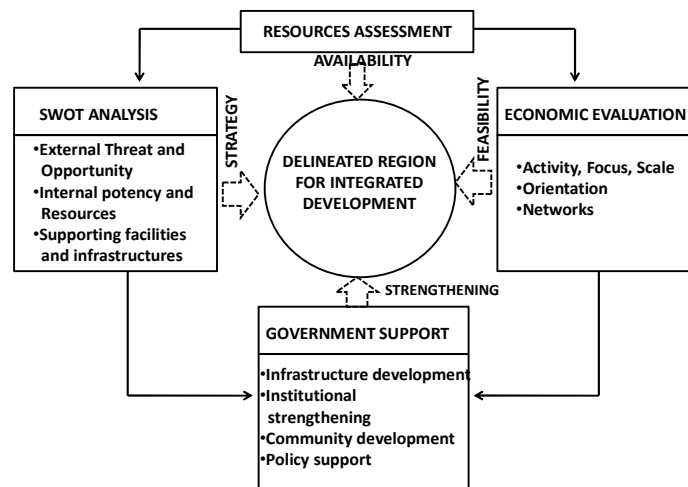 RESOURCES ASSESSMENT
AVAILABILITY
SWOT ANALYSIS
•External Threat and
Opportunity
•Internal potency and
Resources
•Supporting facilities
and infrastructures
STRATEGY
DELINEATED REGION
FOR INTEGRATED
DEVELOPMENT
FEASIBILITY
ECONOMIC EVALUATION
•Activity, Focus, Scale
•Orientation
•Networks
STRENGTHENING
GOVERNMENT SUPPORT
•Infrastructure development
•Institutional
strengthening
•Community development
•Policy support